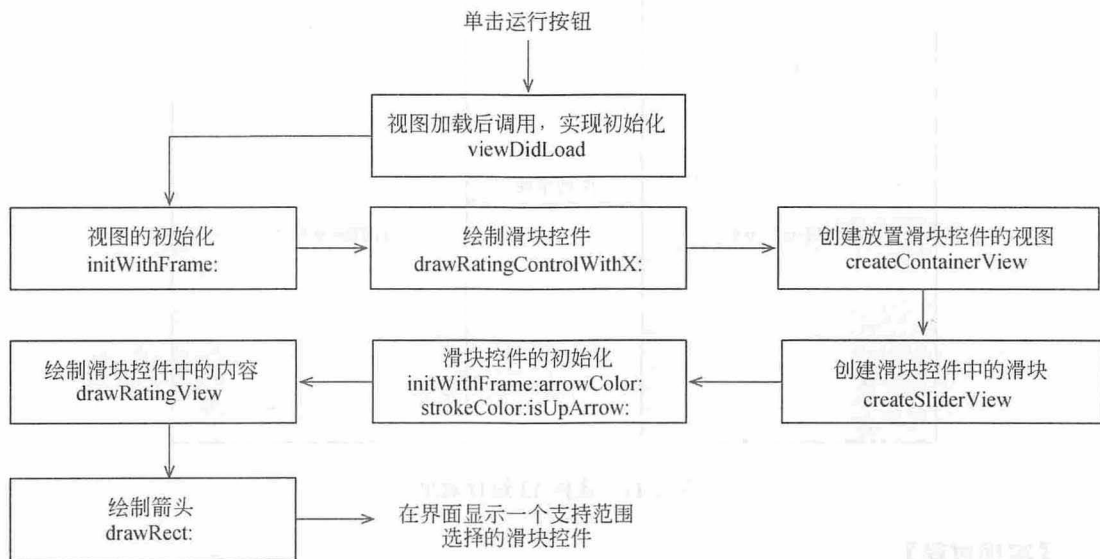 单击运行按钮
视图加载后调用，实现初始化
viewDidLoad
视图的初始化
initWithFrame:
绘制滑块控件
drawRatingControlWithX:
创建放置滑块控件的视图
createContainerView
创建滑块控件中的滑块
createSliderView
滑块控件的初始化
initWithFrame:arrowColor:
strokeColor:isUpArrow:
绘制滑块控件中的内容
drawRatingView
绘制箭头
drawRect:
在界面显示一个支持范围
选择的滑块控件